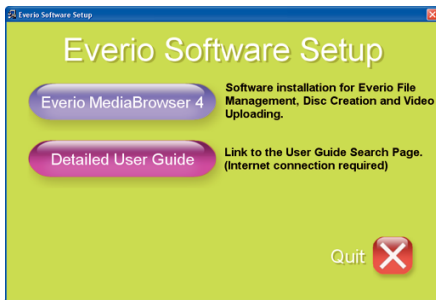 Everio Software Setup
Everio Software Setup
Everio MediaBrowser 4
Software installation for Everio File
Management, Disc Creation and Video
Uploading.
Detailed User Guide
Link to the User Guide Search Page.
(Internet connection required)
Quit